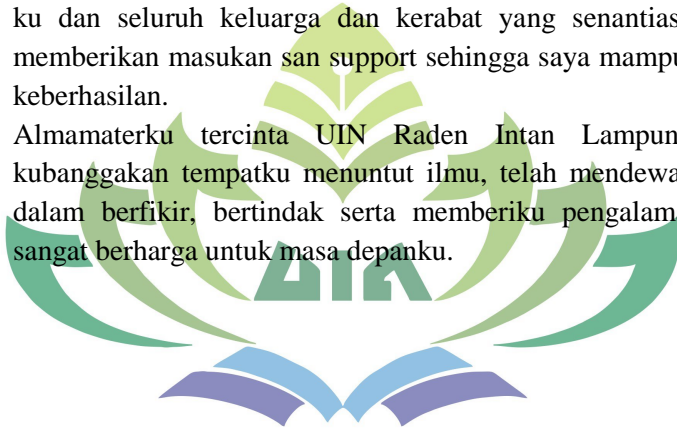 ku dan seluruh keluarga dan kerabat yang senantias
memberikan masukan san support sehingga saya mampu
keberhasilan.
Almamaterku tercinta UIN Raden Intan Lampun
kubanggakan tempatku menuntut ilmu, telah mendewa
dalam berfikir, bertindak serta memberiku pengalam
sangat berharga untuk masa depanku.